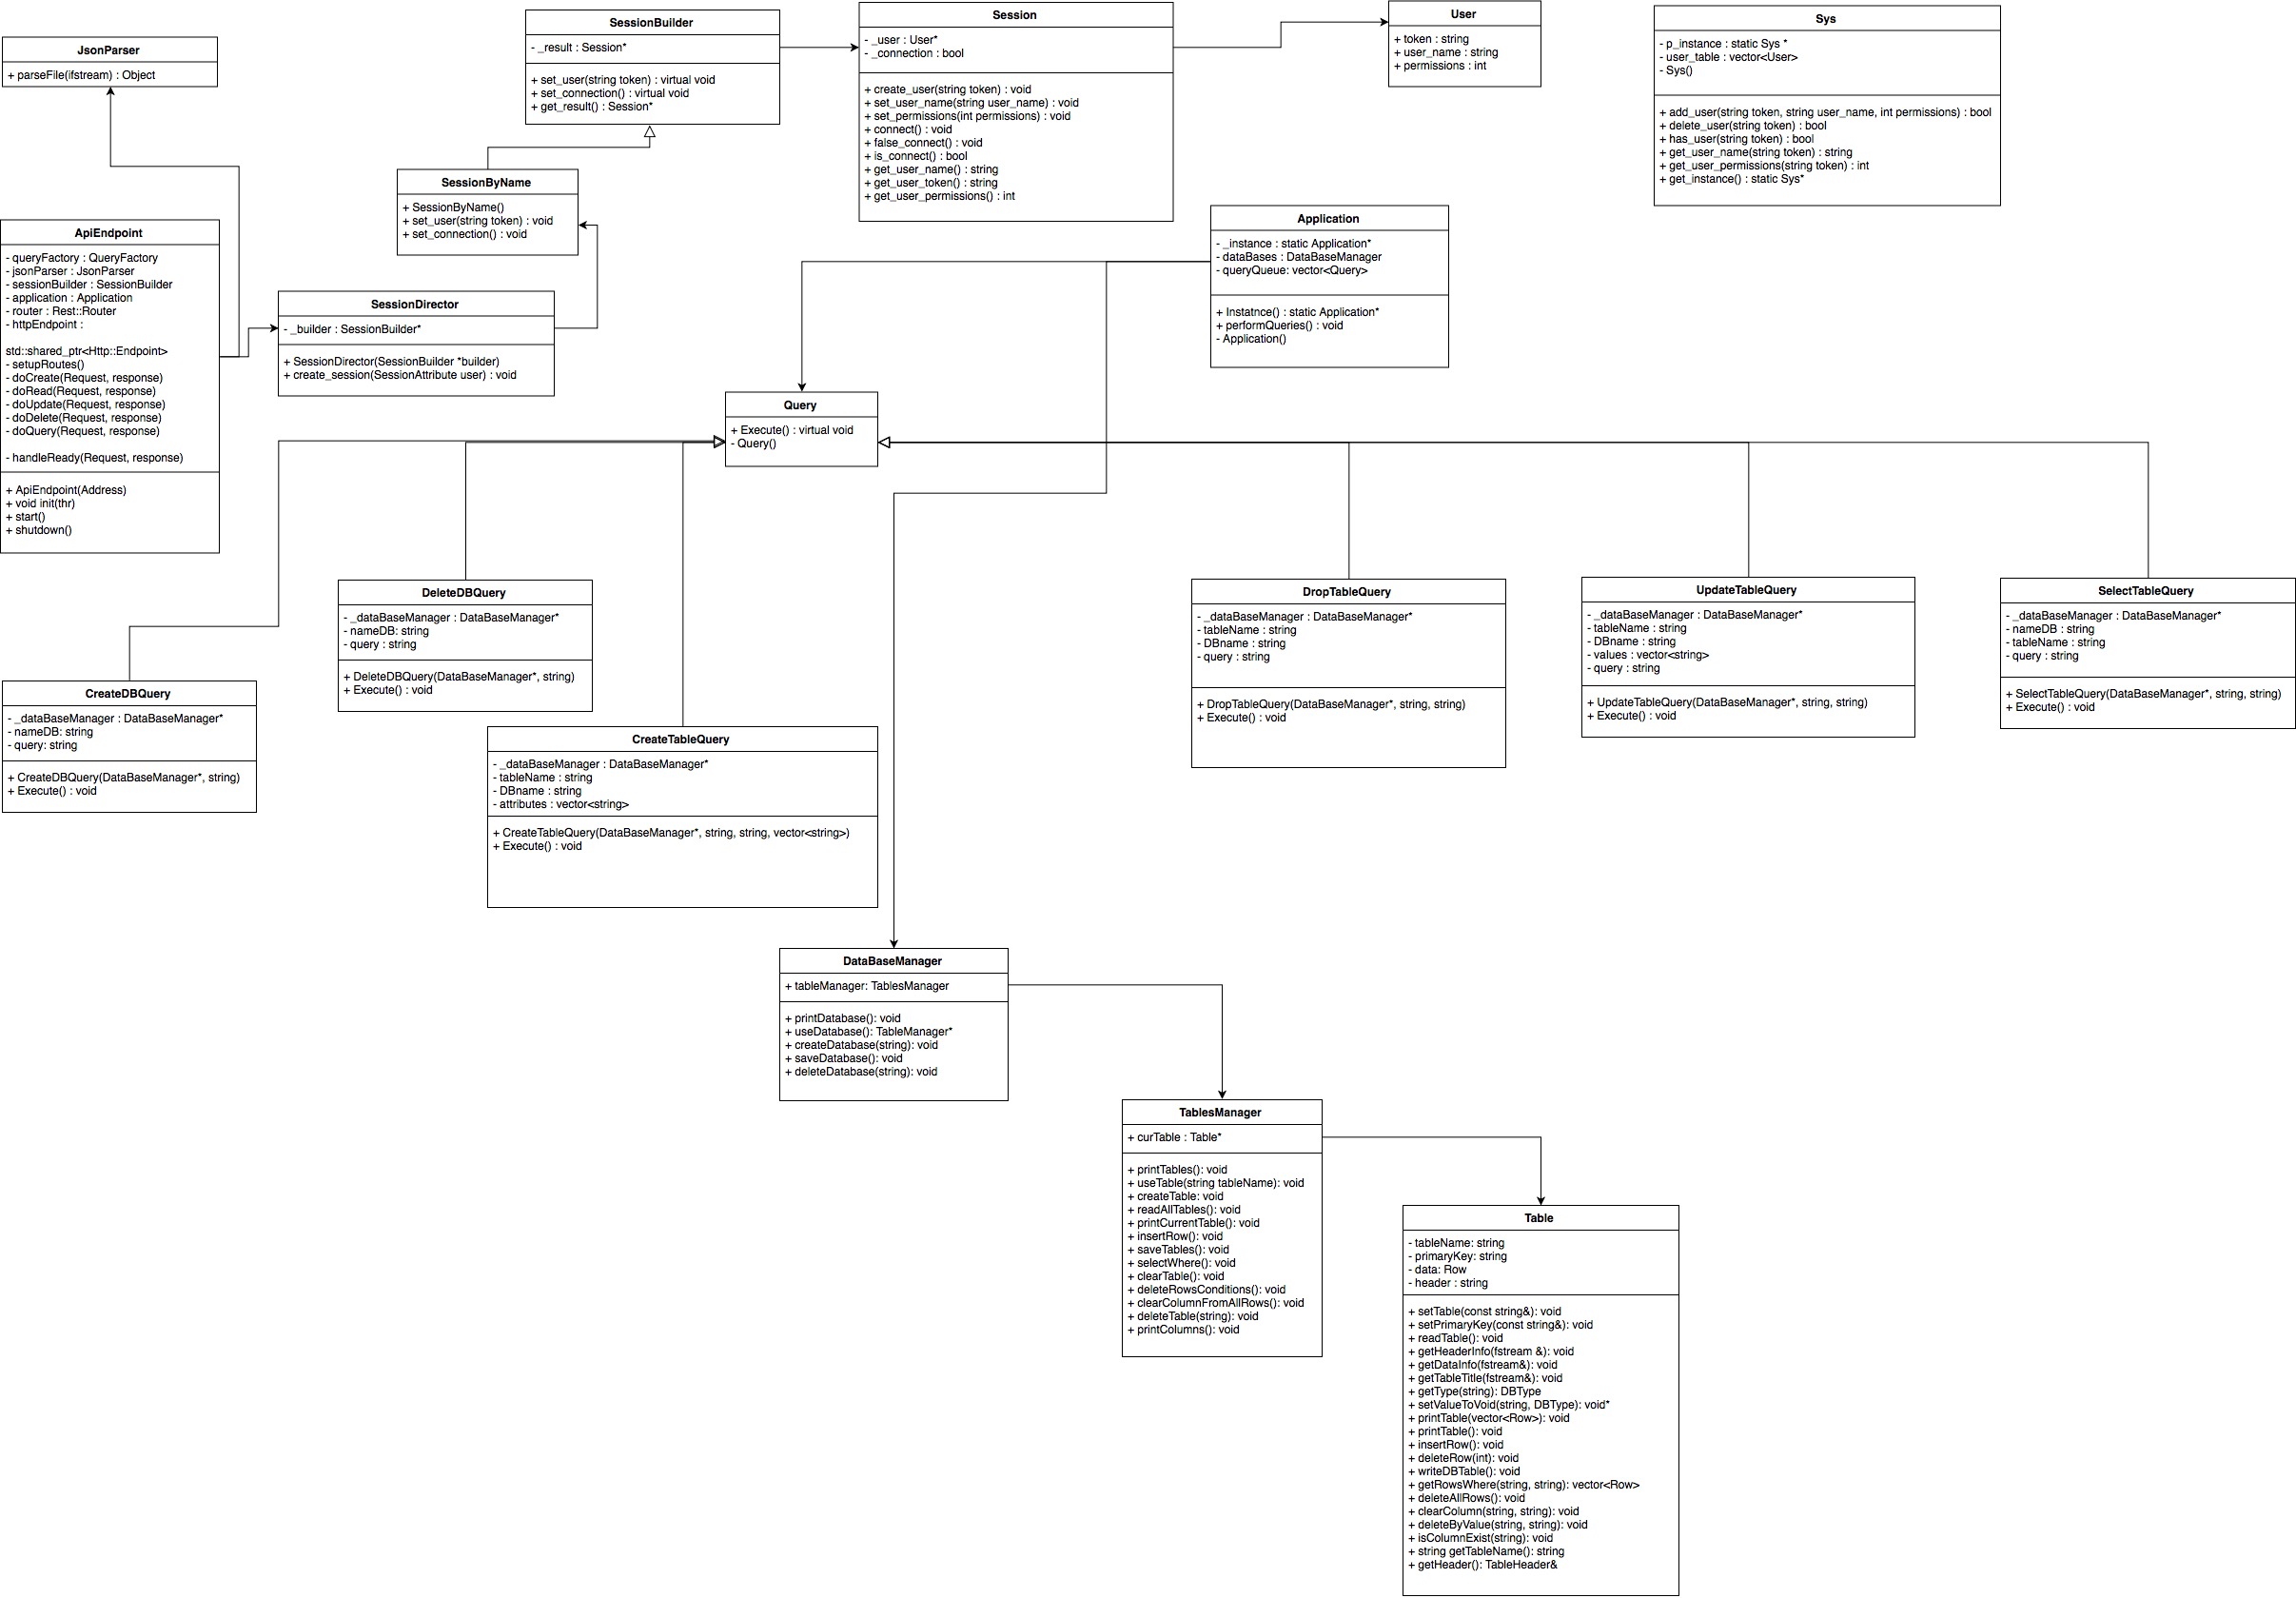 JsonParser
+ parseFile(ifstream) : Object
SessionBuilder
- _result : Session*
+ set_user(string token) : virtual void
+ set_connection() : virtual void
+ get_result() : Session*
Session
- _user : User*
- _connection : bool
+ create_user(string token) : void
+ set_user_name(string user_name) : void
+ set_permissions(int permissions) : void
+ connect() : void
+ false_connect() : void
+ is_connect() : bool
+ get_user_name() : string
+ get_user_token() : string
+ get_user_permissions() : int
User
+ token : string
+ user_name : string
+ permissions : int
Sys
- p_instance : static Sys *
- user_table : vector<User>
- Sys()
+ add_user(string token, string user_name, int permissions) : bool
+ delete_user(string token) : bool
+ has_user(string token) : bool
+ get_user_name(string token) : string
+ get_user_permissions(string token) : int
+ get_instance() : static Sys*
SessionByName
+ SessionByName()
+ set_user(string token) : void
+ set_connection() : void
ApiEndpoint
- queryFactory : QueryFactory
- jsonParser : JsonParser
- sessionBuilder : SessionBuilder
- application : Application
- router : Rest::Router
- httpEndpoint :
std::shared_ptr<Http::Endpoint>
- setupRoutes()
- doCreate(Request, response)
- doRead(Request, response)
- doUpdate(Request, response)
- doDelete(Request, response)
- doQuery(Request, response)
- handleReady(Request, response)
+ ApiEndpoint(Address)
+ void init(thr)
+ start()
+ shutdown()
SessionDirector
- _builder : SessionBuilder*
+ SessionDirector(SessionBuilder *builder)
+ create_session(SessionAttribute user) : void
Application
- _instance : static Application*
- dataBases : DataBaseManager
- queryQueue: vector<Query>
+ Instatnce() : static Application*
+ performQueries() : void
- Application()
Query
+ Execute() : virtual void
- Query()
CreateDBQuery
- _dataBaseManager : DataBaseManager*
- nameDB: string
- query: string
+ CreateDBQuery(DataBaseManager*, string)
+ Execute() : void
DeleteDBQuery
- _dataBaseManager : DataBaseManager*
- nameDB: string
- query : string
+ DeleteDBQuery(DataBaseManager*, string)
+ Execute() : void
CreateTableQuery
- _dataBaseManager : DataBaseManager*
- tableName : string
- DBname : string
- attributes : vector<string>
+ CreateTableQuery(DataBaseManager*, string, string, vector<string>)
+ Execute() : void
DropTableQuery
- _dataBaseManager : DataBaseManager*
- tableName : string
- DBname : string
- query : string
+ DropTableQuery(DataBaseManager*, string, string)
+ Execute() : void
UpdateTableQuery
- _dataBaseManager : DataBaseManager*
- tableName : string
- DBname : string
- values : vector<string>
- query : string
+ UpdateTableQuery(DataBaseManager*, string, string)
+ Execute() : void
SelectTableQuery
- _dataBaseManager : DataBaseManager*
- nameDB : string
- tableName : string
- query : string
+ SelectTableQuery(DataBaseManager*, string, string)
+ Execute() : void
DataBaseManager
+ tableManager: TablesManager
+ printDatabase(): void
+ useDatabase(): TableManager*
+ createDatabase(string): void
+ saveDatabase(): void
+ deleteDatabase(string): void
TablesManager
+ curTable : Table*
+ printTables(): void
+ useTable(string tableName): void
+ createTable: void
+ readAllTables(): void
+ printCurrentTable(): void
+ insertRow(): void
+ saveTables(): void
+ selectWhere(): void
+ clearTable(): void
+ deleteRowsConditions(): void
+ clearColumnFromAllRows(): void
+ deleteTable(string): void
+ printColumns(): void
Table
- tableName: string
- primaryKey: string
- data: Row
- header : string
+ setTable(const string&): void
+ setPrimaryKey(const string&): void
+ readTable(): void
+ getHeaderInfo(fstream &): void
+ getDataInfo(fstream&): void
+ getTableTitle(fstream&): void
+ getType(string): DBType
+ setValueToVoid(string, DBType): void*
+ printTable(vector<Row>): void
+ printTable(): void
+ insertRow(): void
+ deleteRow(int): void
+ writeDBTable(): void
+ getRowsWhere(string, string): vector<Row>
+ deleteAllRows(): void
+ clearColumn(string, string): void
+ deleteByValue(string, string): void
+ isColumnExist(string): void
+ string getTableName(): string
+ getHeader(): TableHeader&